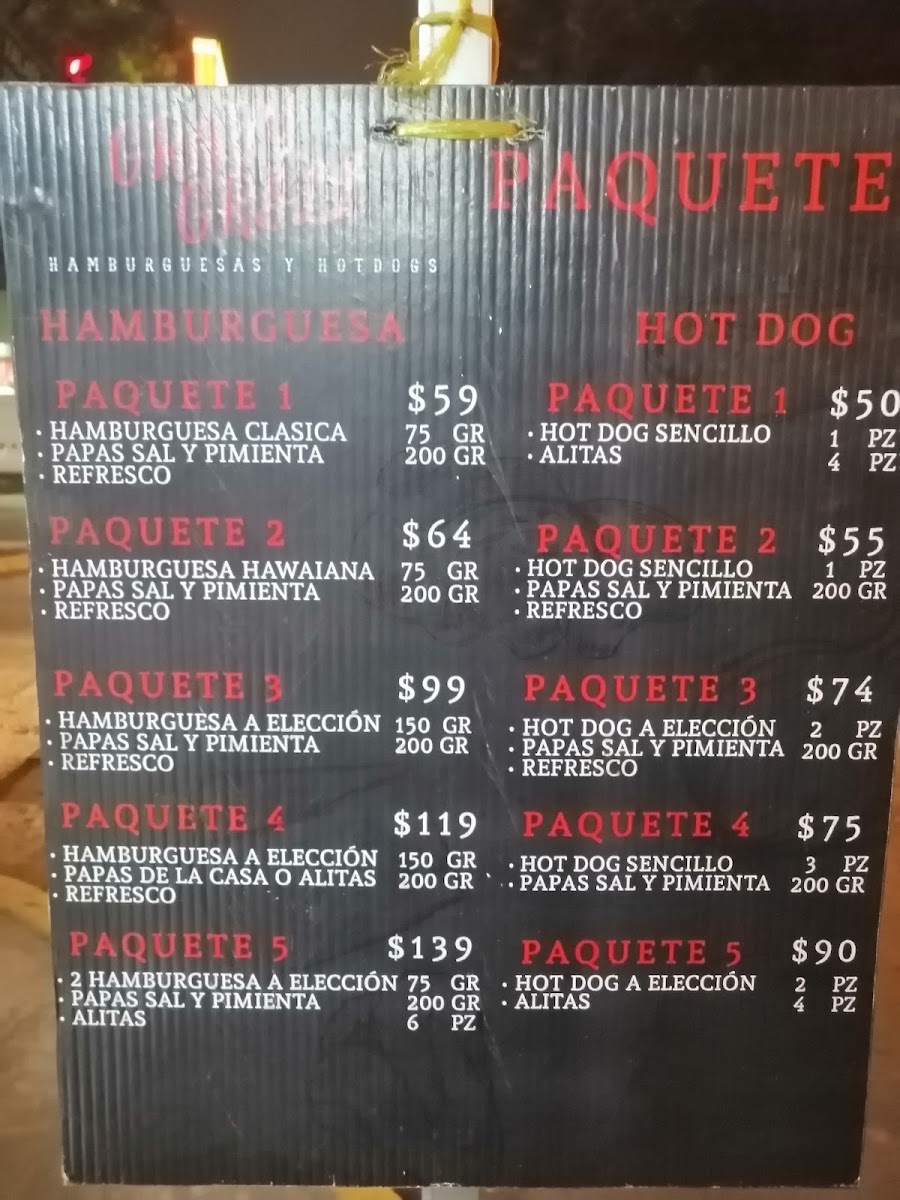 PAQUETE
HAMBURGUESAS Y HOTDOGS
HAMBURGUESA
PAQUETE 1 $59
· HAMBURGUESA CLASICA 75 GR
· PAPAS SAL Y PIMIENTA 200 GR
· REFRESCO
PAQUETE 2 $64
· HAMBURGUESA HAWAIANA 75 GR
· PAPAS SAL Y PIMIENTA 200 GR
· REFRESCO
PAQUETE 3 $99
· HAMBURGUESA A ELECCIÓN 150 GR
· PAPAS SAL Y PIMIENTA 200 GR
· REFRESCO
PAQUETE 4 $119
· HAMBURGUESA A ELECCIÓN 150 GR
· PAPAS DE LA CASA O ALITAS 200 GR
· REFRESCO
PAQUETE 5 $139
· 2 HAMBURGUESA A ELECCIÓN 75 GR
· PAPAS SAL Y PIMIENTA 200 GR
· ALITAS 6 PZ
HOT DOG
PAQUETE 1 $50
· HOT DOG SENCILLO 1 PZ
· ALITAS 4 PZ
PAQUETE 2 $55
· HOT DOG SENCILLO 1 PZ
· PAPAS SAL Y PIMIENTA 200 GR
· REFRESCO
PAQUETE 3 $74
· HOT DOG A ELECCIÓN 2 PZ
· PAPAS SAL Y PIMIENTA 200 GR
· REFRESCO
PAQUETE 4 $75
· HOT DOG SENCILLO 3 PZ
· PAPAS SAL Y PIMIENTA 200 GR
PAQUETE 5 $90
· HOT DOG A ELECCIÓN 2 PZ
· ALITAS 4 PZ